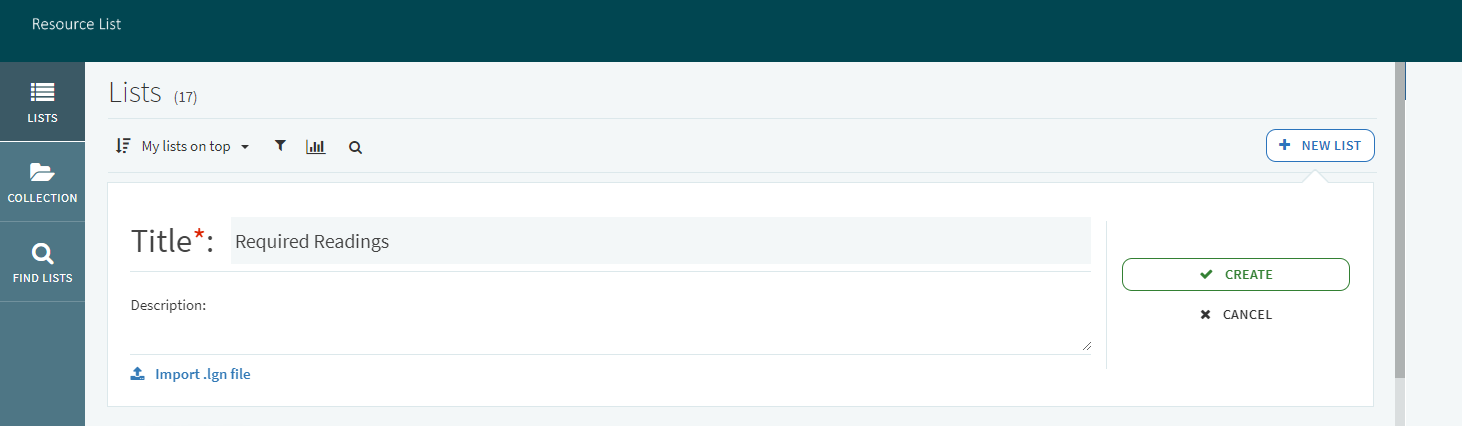 Resource List
LISTS
COLLECTION
FIND LISTS
Lists (17)
My lists on top
NEW LIST
Title*: Required Readings
Description:
Import .lgn file
CREATE
CANCEL